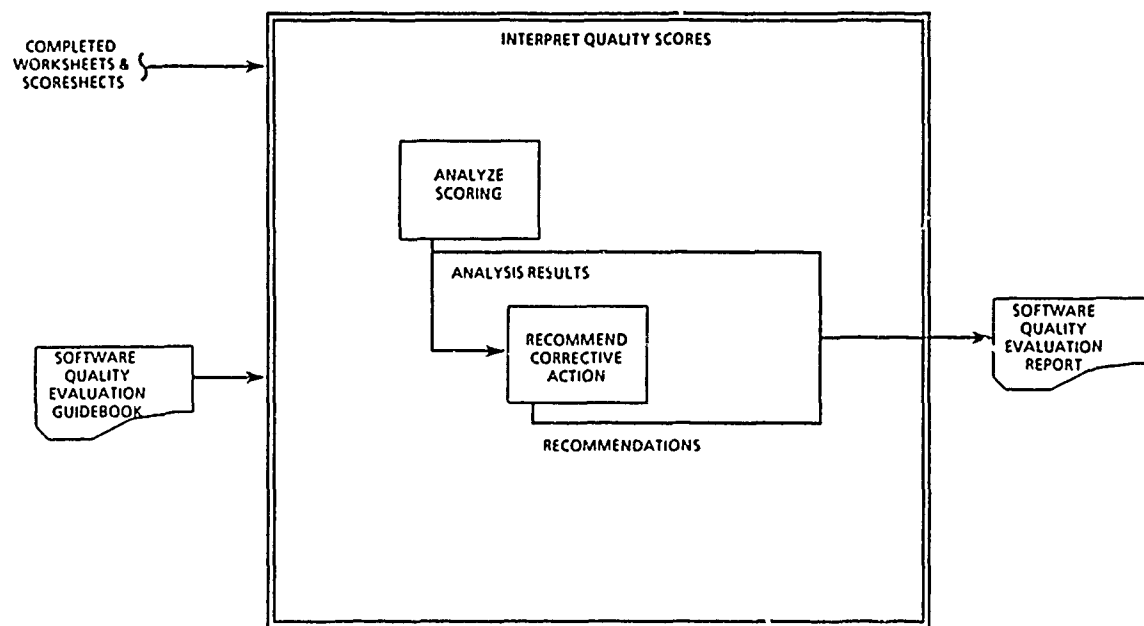 INTERPRET QUALITY SCORES
COMPLETED
WORKSHEETS &
SCORESHECTS
ANALYZE
SCORING
ANALYSIS RESULTS
RECOMMEND
CORRECTIVE
ACTION
RECOMMENDATIONS
SOFTWARE
QUALITY
EVALUATION
GUIDEBOOK
SOFTWARE
QUALITY
EVALUATION
REPORT